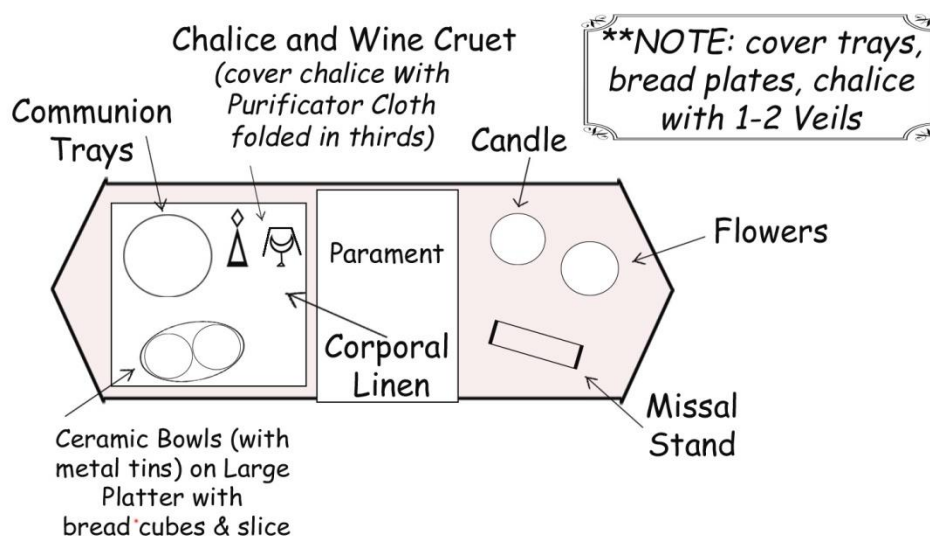 Chalice and Wine Cruet
(cover chalice with
Purificator Cloth
folded in thirds)
**NOTE: cover trays,
bread plates, chalice
with 1-2 Veils
Communion
Trays
Candle
Flowers
Parament
Corporal
Linen
Missal
Stand
Ceramic Bowls (with
metal tins) on Large
Platter with
bread cubes & slice